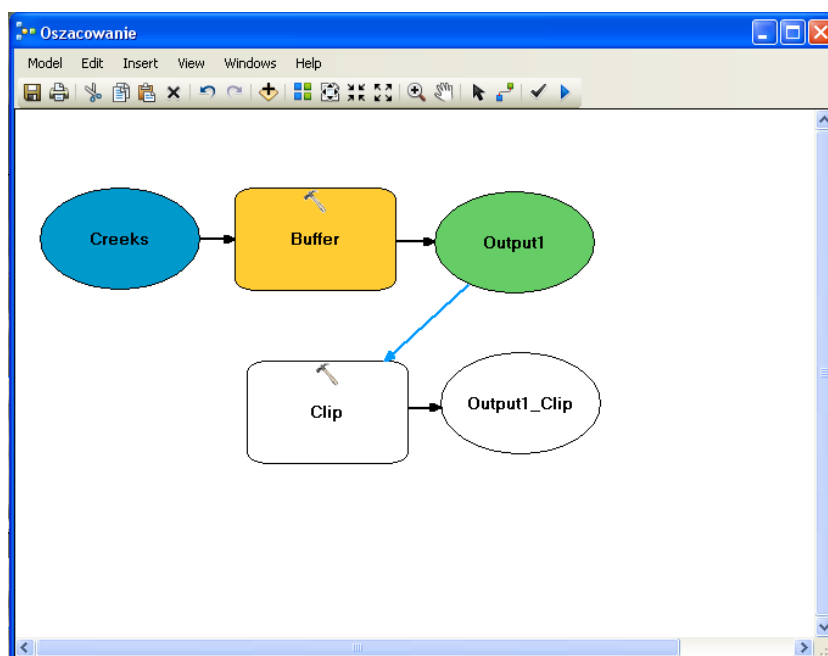 Oszacowanie
Model Edit Insert View Windows Help
Creeks
Buffer
Output1
Clip
Output1_Clip